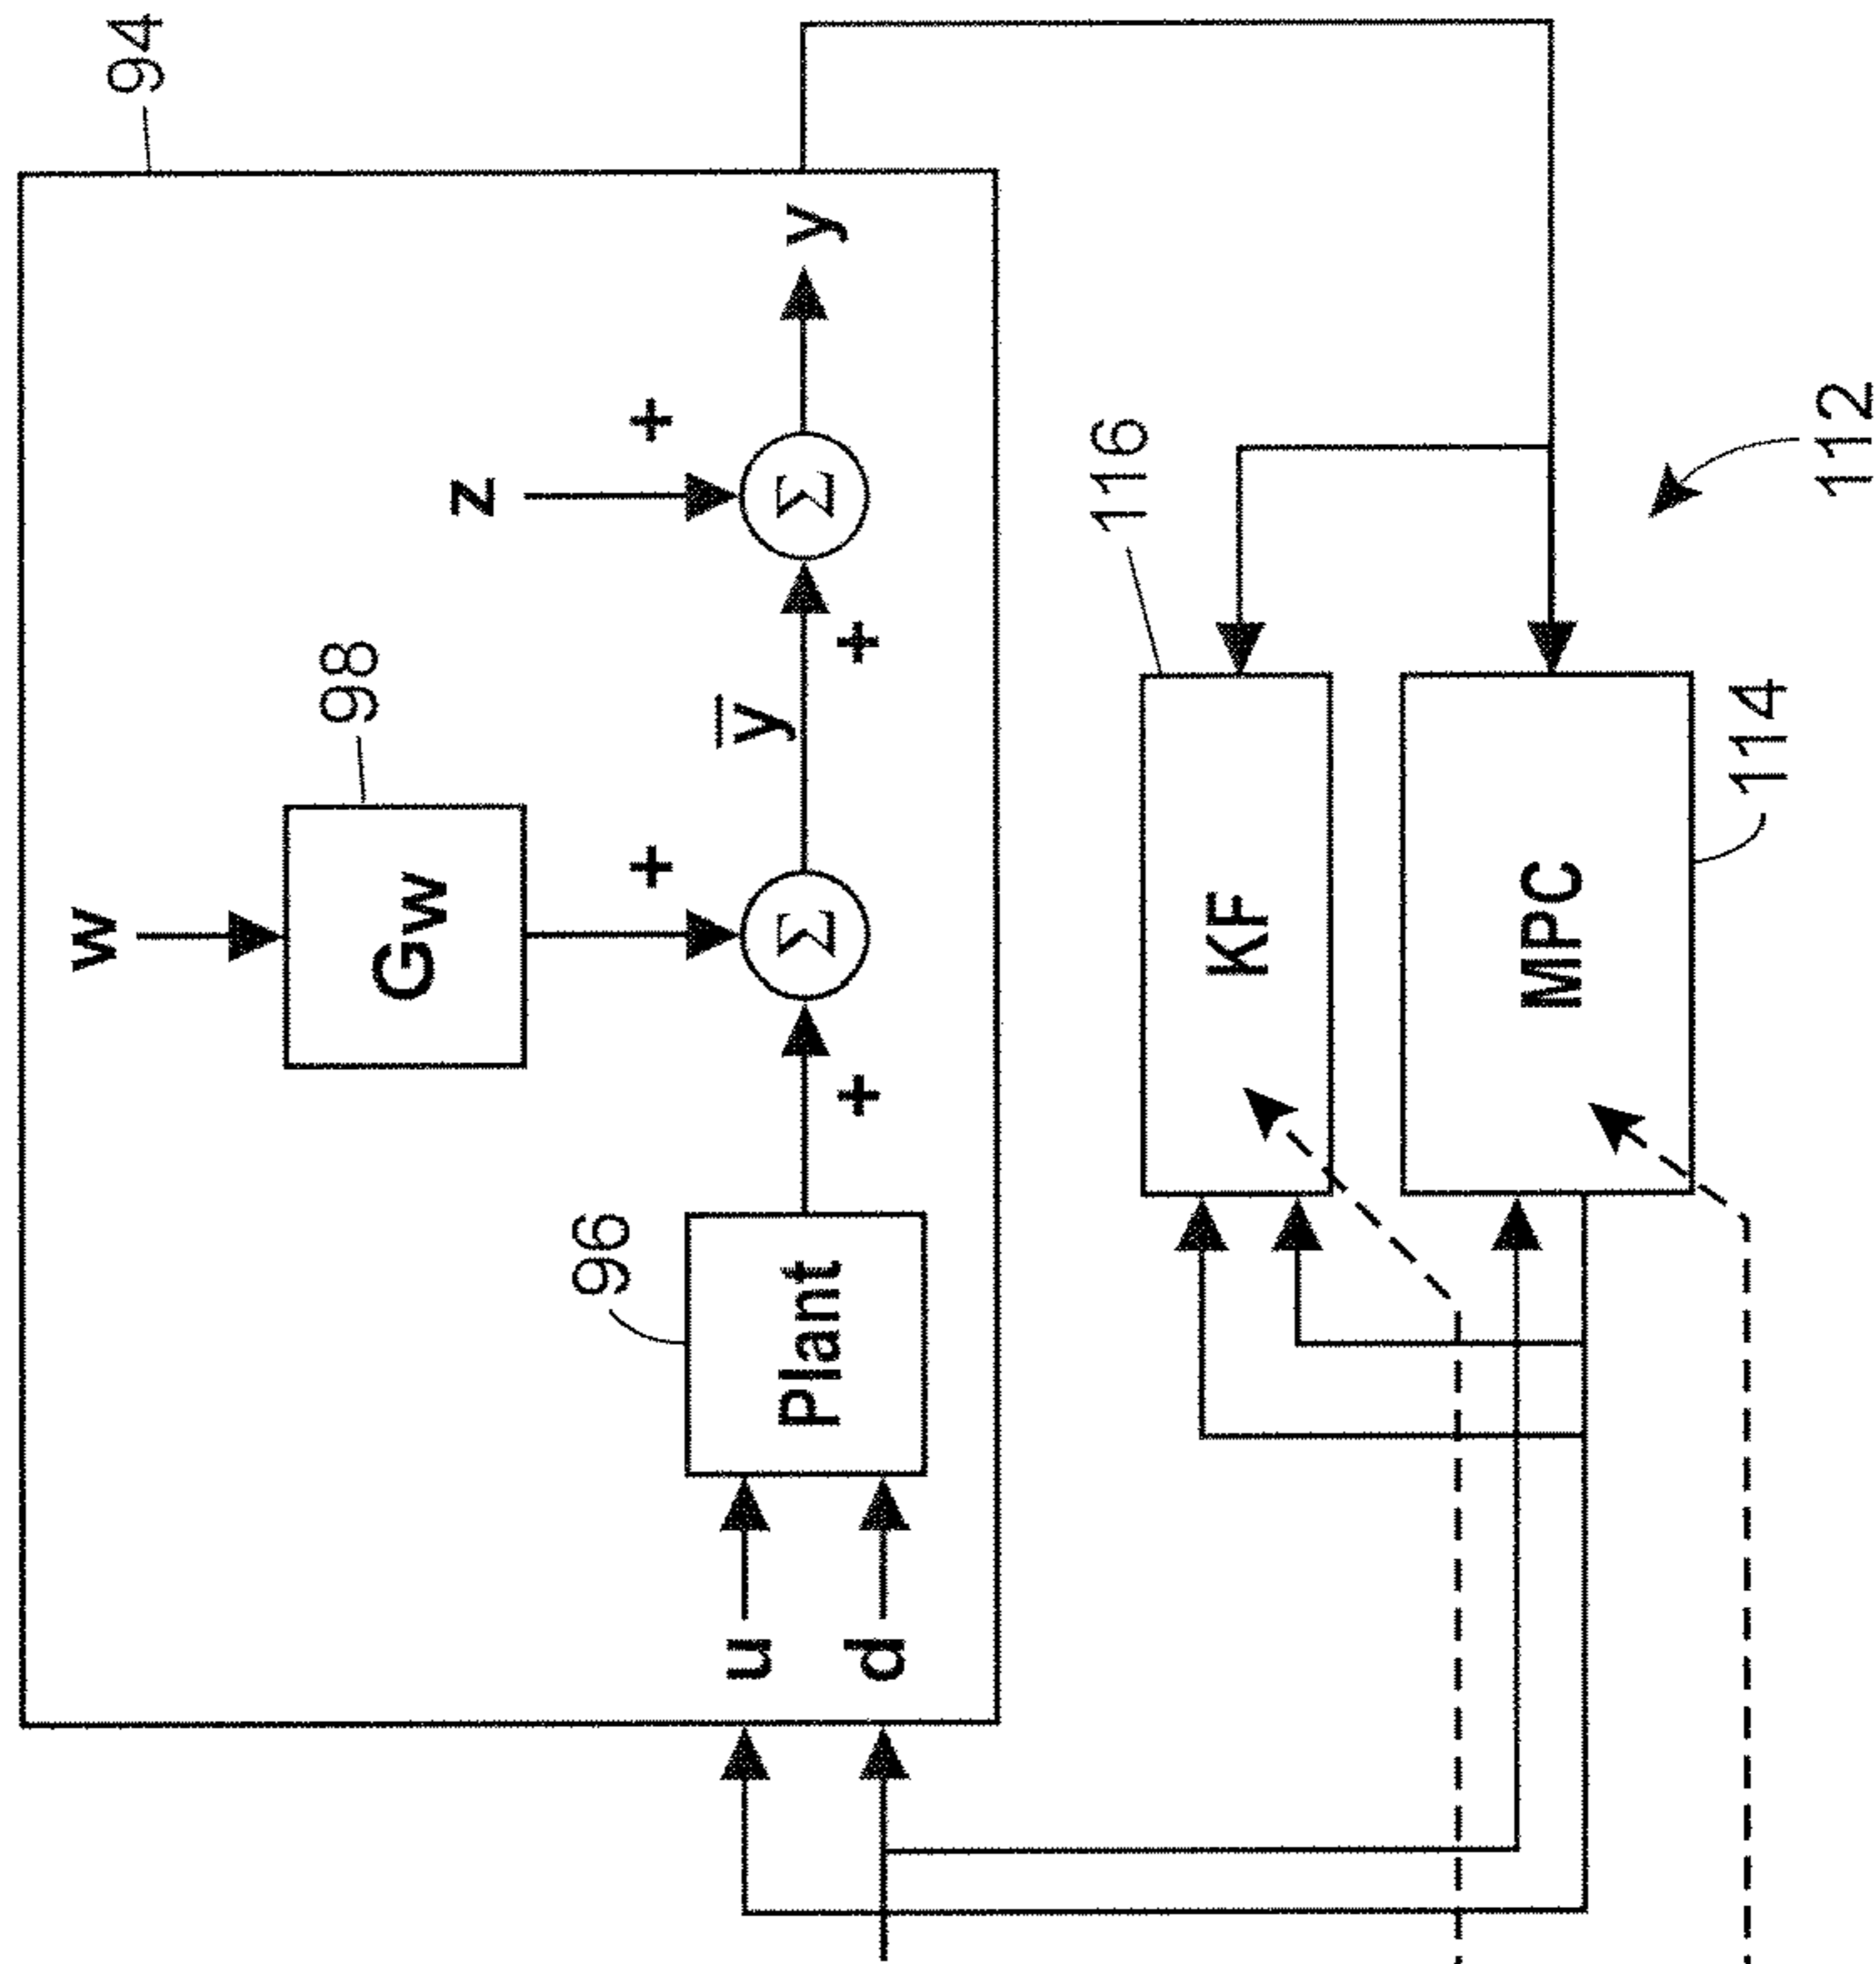 94
w
98
Gw
z
+
+
96
Plant
u
d
+
Σ
ȳ
+
Σ
y
116
KF
MPC
114
112